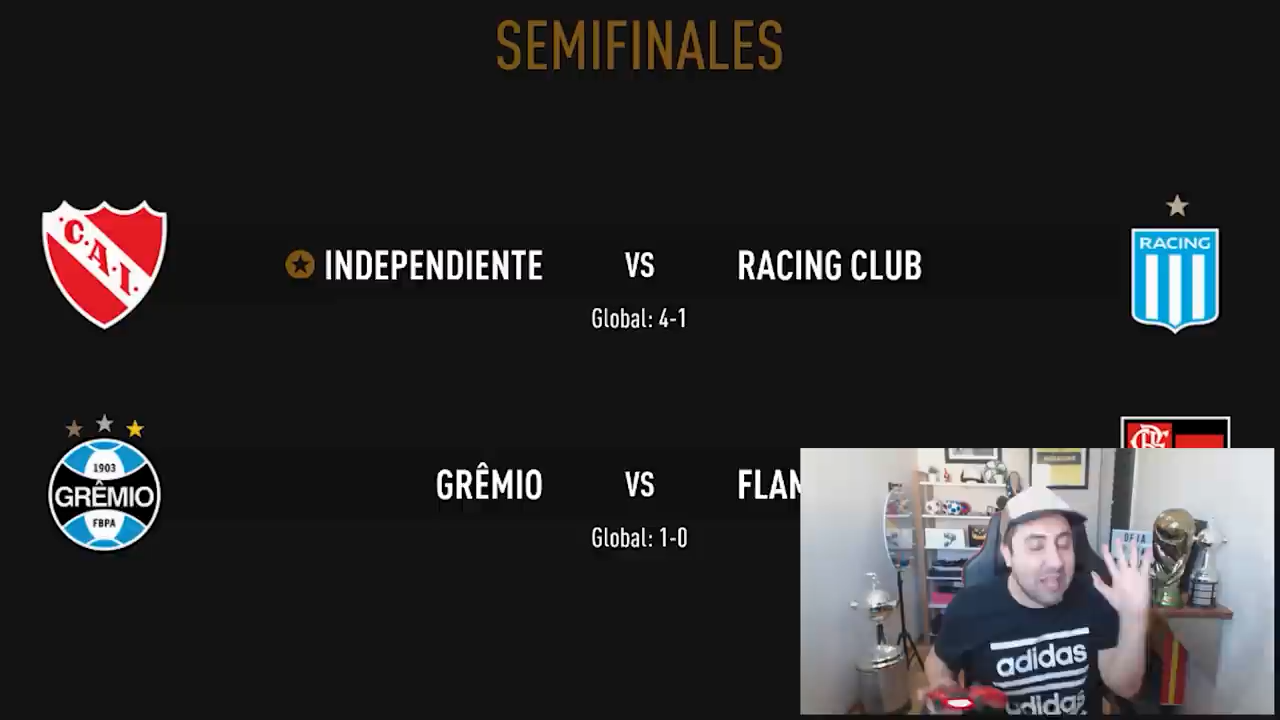 SEMIFINALES
C.A.I.
INDEPENDIENTE VS RACING CLUB
RACING
Global: 4-1
1903
GRÊMIO
FBPA
GRÊMIO VS FLAN
Global: 1-0
adidas
adidas